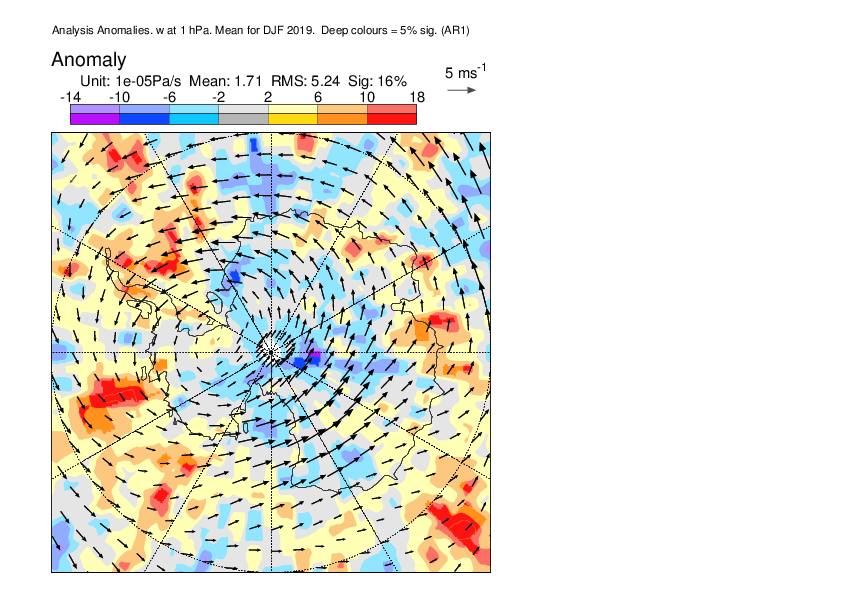 Analysis Anomalies. w at 1 hPa. Mean for DJF 2019.  Deep colours = 5% sig. (AR1)
Anomaly
Unit: 1e-05Pa/s  Mean: 1.71  RMS: 5.24  Sig: 16%
5 ms-1
-14 -10 -6 -2 2 6 10 18